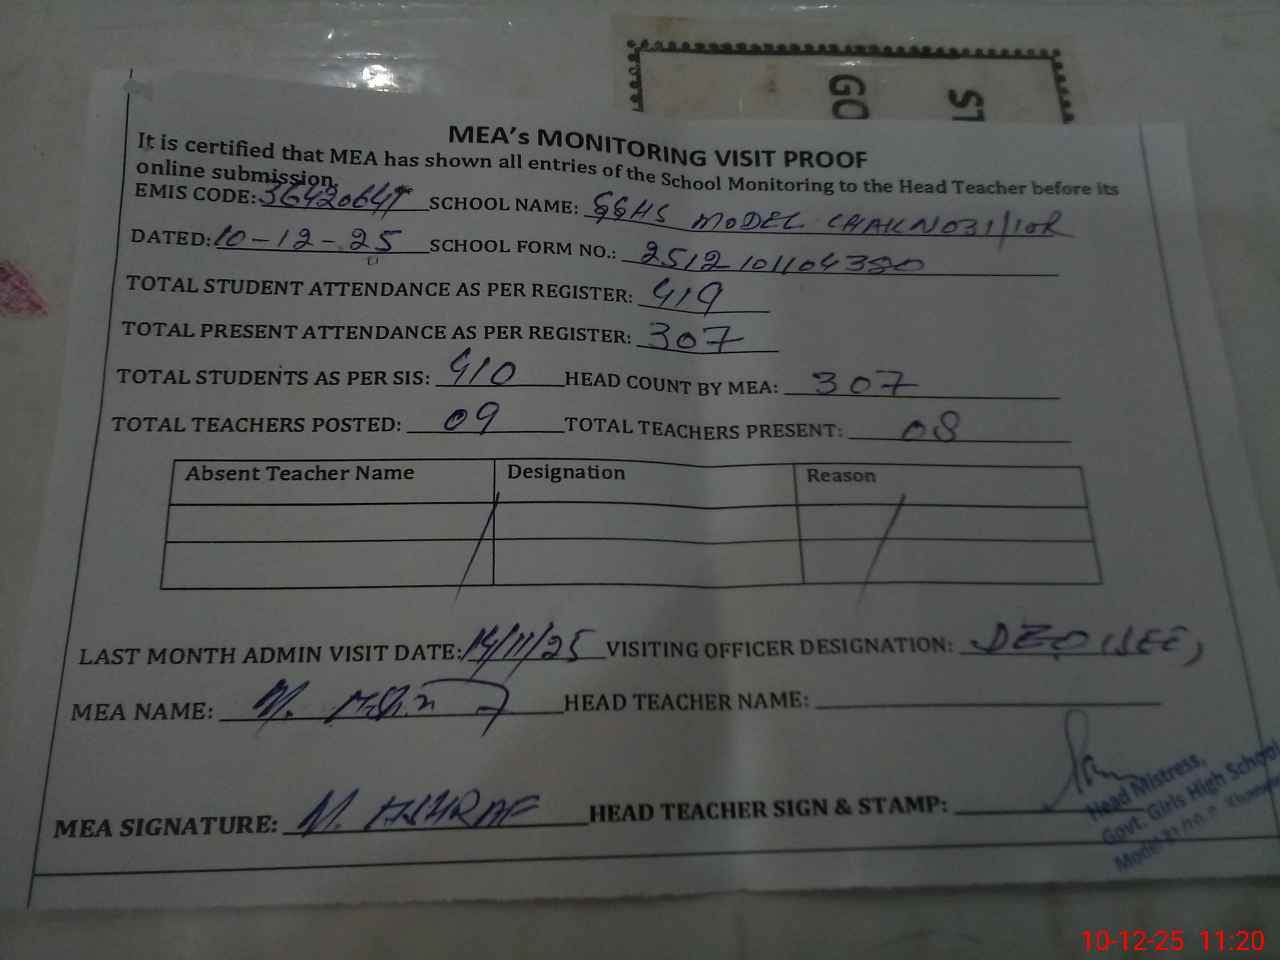 GO
ST
MEA's MONITORING VISIT PROOF
It is certified that MEA has shown all entries of the School Monitoring to the Head Teacher before its
online submission.
EMIS CODE: SCHOOL NAME: GGHS MODEL CHAK NO 31/10R
DATED: 10-12-25 SCHOOL FORM NO.: 2512101104380
TOTAL STUDENT ATTENDANCE AS PER REGISTER: 419
TOTAL PRESENT ATTENDANCE AS PER REGISTER: 307
TOTAL STUDENTS AS PER SIS: 410 HEAD COUNT BY MEA: 307
TOTAL TEACHERS POSTED: 09 TOTAL TEACHERS PRESENT: 08
Absent Teacher Name Designation Reason
LAST MONTH ADMIN VISIT DATE: 14/11/25 VISITING OFFICER DESIGNATION: DEO (SEE)
MEA NAME: M. HEAD TEACHER NAME:
MEA SIGNATURE: M. ASHRAF HEAD TEACHER SIGN & STAMP:
Head Mistress,
Govt. Girls High School
Model
10-12-25 11:20